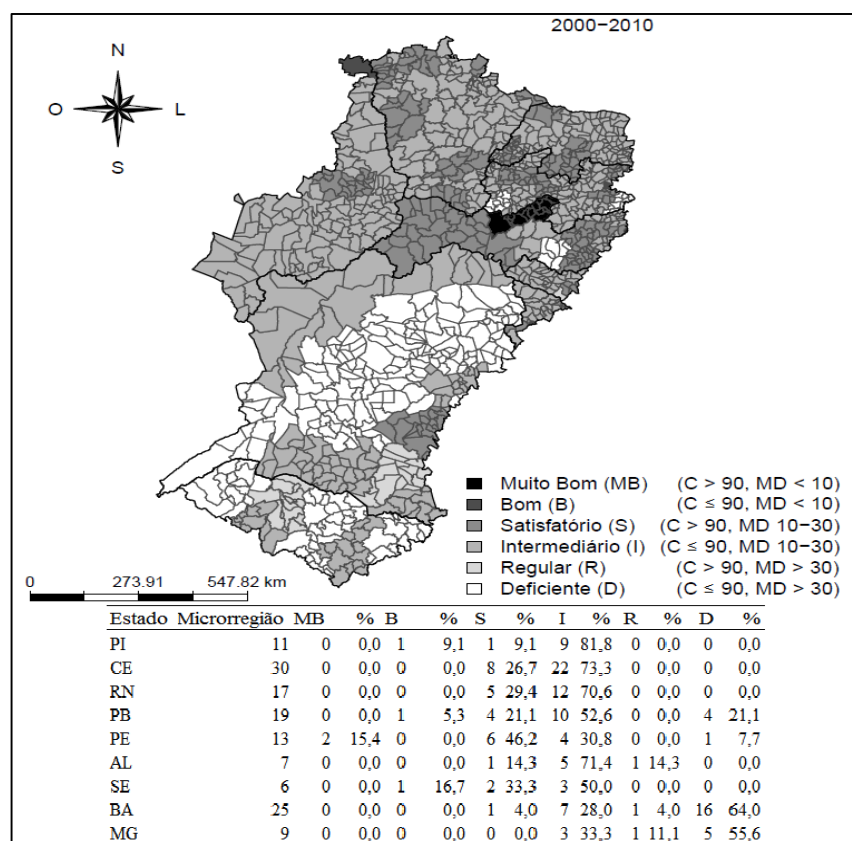 2000−2010
N
O L
S
Muito Bom (MB) (C > 90, MD < 10)
Bom (B) (C ≤ 90, MD < 10)
Satisfatório (S) (C > 90, MD 10−30)
Intermediário (I) (C ≤ 90, MD 10−30)
Regular (R) (C > 90, MD > 30)
Deficiente (D) (C ≤ 90, MD > 30)
0 273.91 547.82 km
Estado Microrregião MB % B % S % I % R % D %
PI 11 0 0,0 1 9,1 1 9,1 9 81,8 0 0,0 0 0,0
CE 30 0 0,0 0 0,0 8 26,7 22 73,3 0 0,0 0 0,0
RN 17 0 0,0 0 0,0 5 29,4 12 70,6 0 0,0 0 0,0
PB 19 0 0,0 1 5,3 4 21,1 10 52,6 0 0,0 4 21,1
PE 13 2 15,4 0 0,0 6 46,2 4 30,8 0 0,0 1 7,7
AL 7 0 0,0 0 0,0 1 14,3 5 71,4 1 14,3 0 0,0
SE 6 0 0,0 1 16,7 2 33,3 3 50,0 0 0,0 0 0,0
BA 25 0 0,0 0 0,0 1 4,0 7 28,0 1 4,0 16 64,0
MG 9 0 0,0 0 0,0 0 0,0 3 33,3 1 11,1 5 55,6